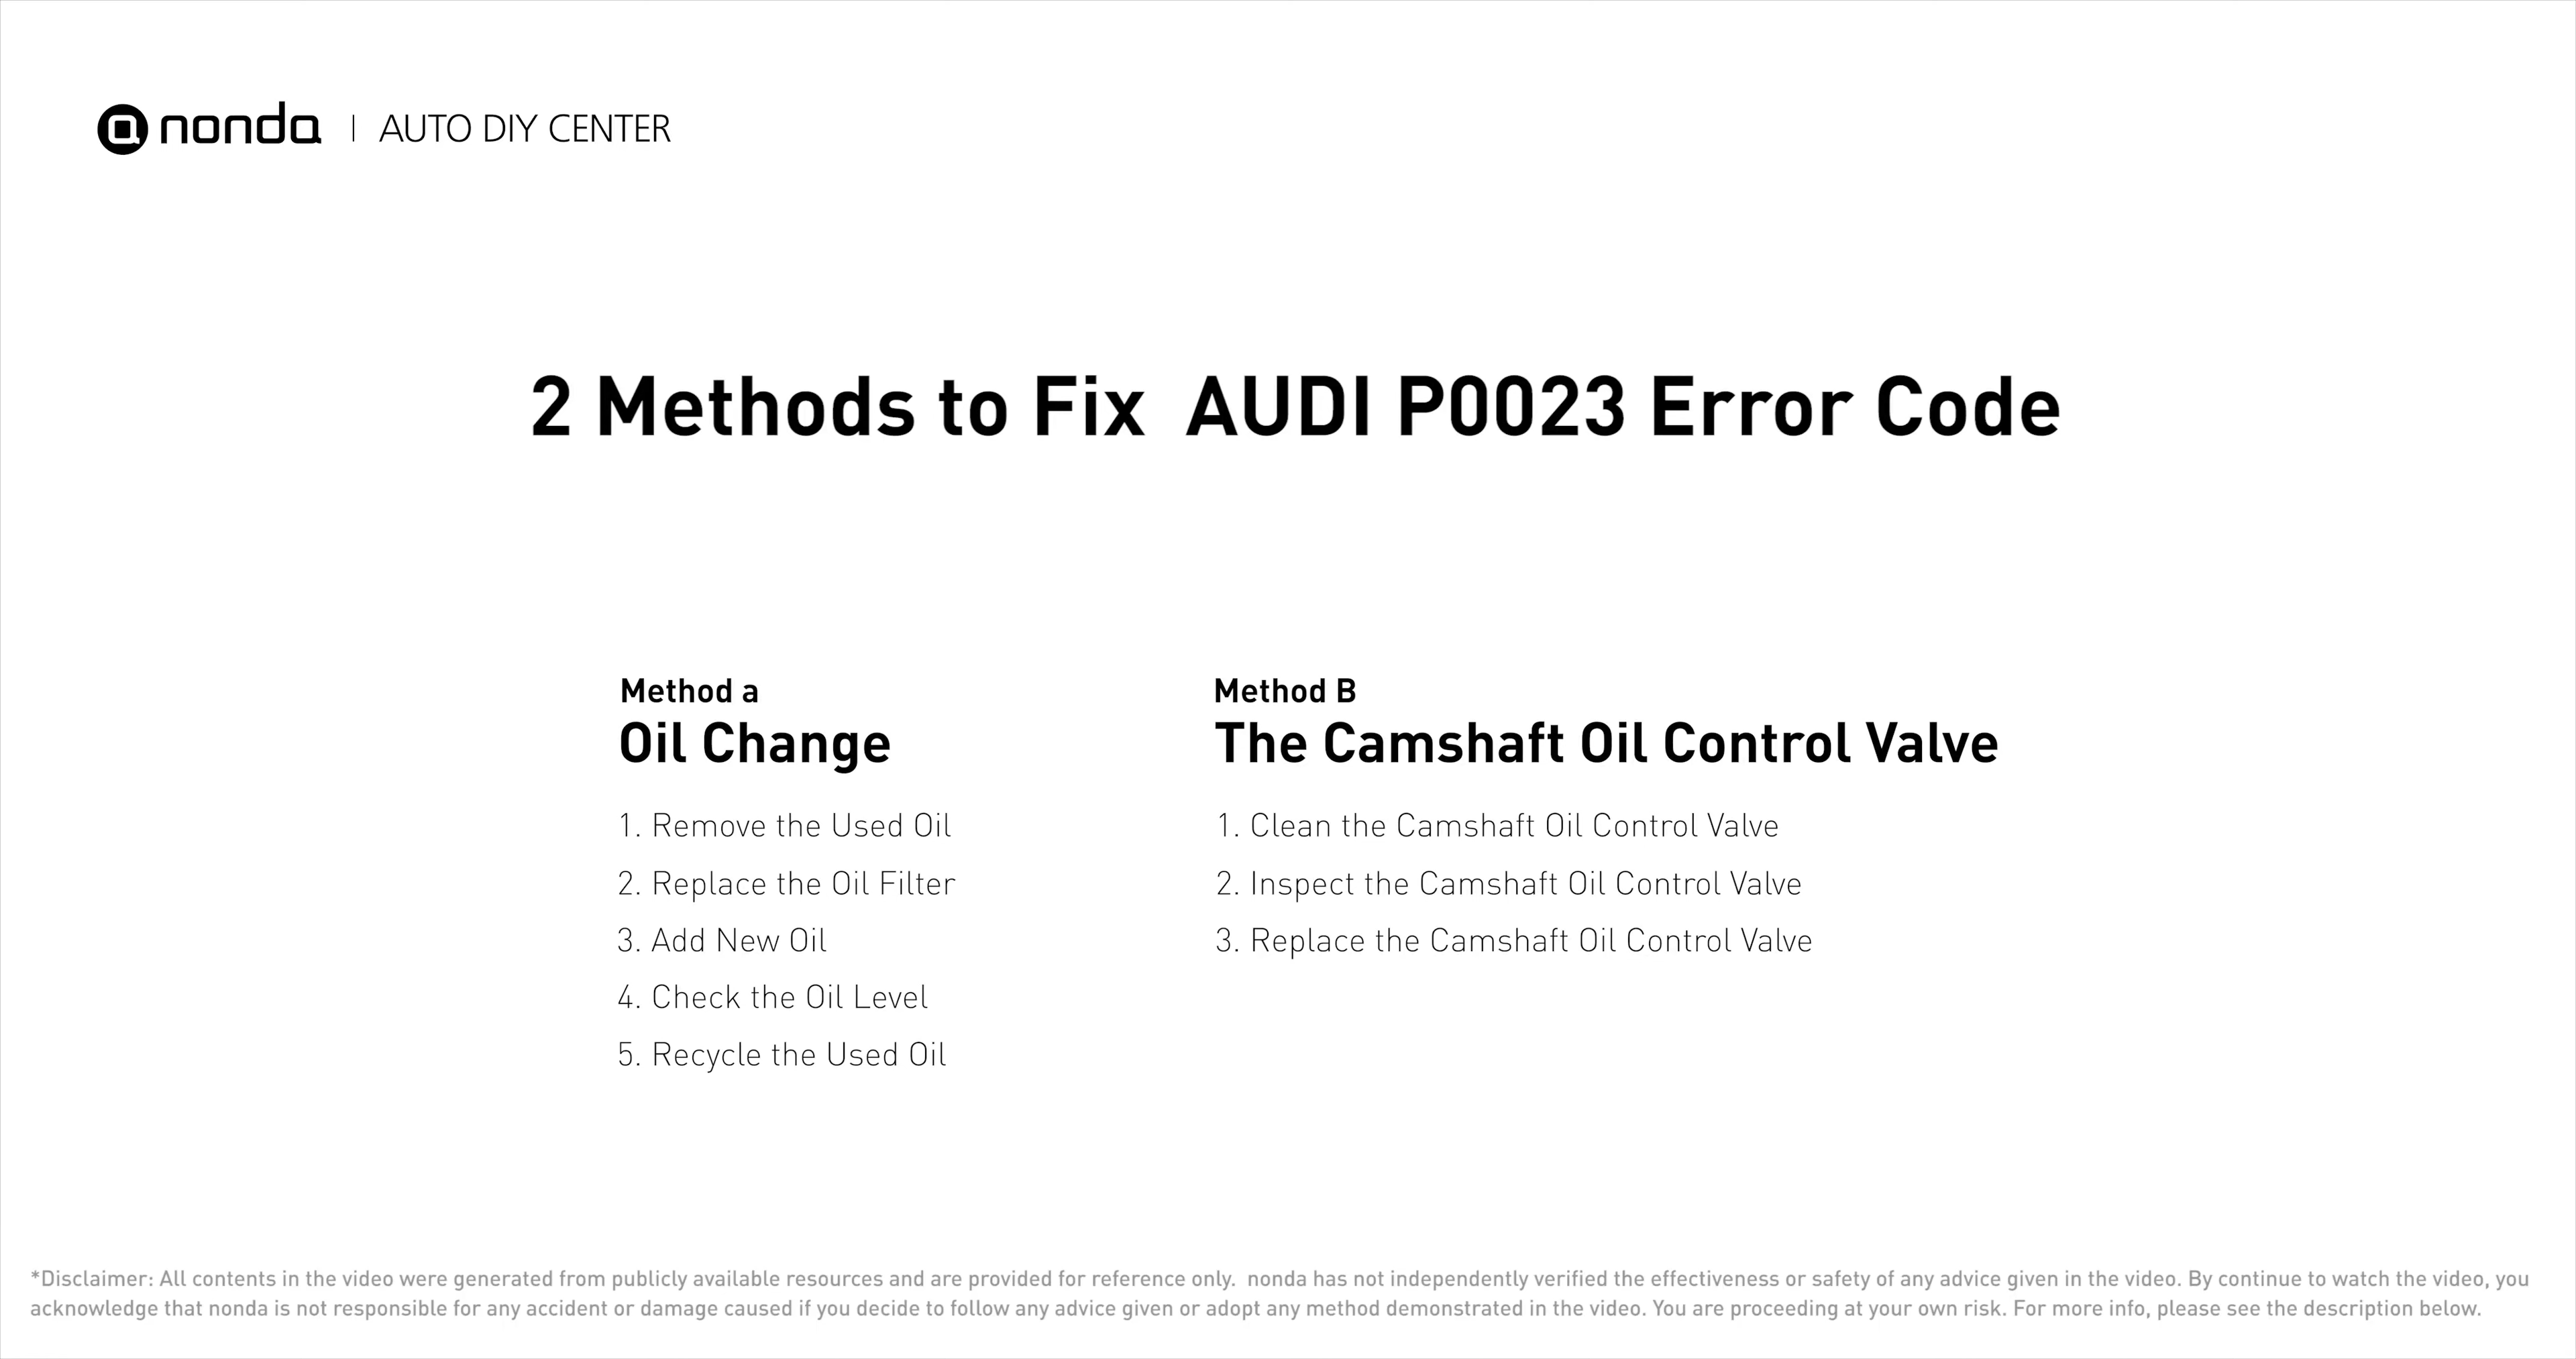 nonda | AUTO DIY CENTER
2 Methods to Fix AUDI P0023 Error Code
Method a
Oil Change
1. Remove the Used Oil
2. Replace the Oil Filter
3. Add New Oil
4. Check the Oil Level
5. Recycle the Used Oil
Method B
The Camshaft Oil Control Valve
1. Clean the Camshaft Oil Control Valve
2. Inspect the Camshaft Oil Control Valve
3. Replace the Camshaft Oil Control Valve
*Disclaimer: All contents in the video were generated from publicly available resources and are provided for reference only. nonda has not independently verified the effectiveness or safety of any advice given in the video. By continue to watch the video, you
acknowledge that nonda is not responsible for any accident or damage caused if you decide to follow any advice given or adopt any method demonstrated in the video. You are proceeding at your own risk. For more info, please see the description below.